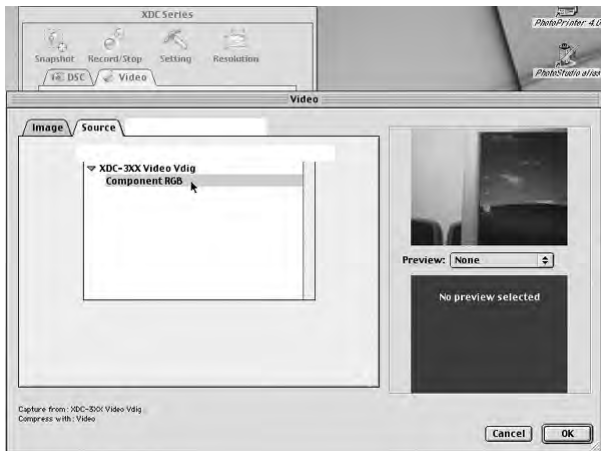 XDC Series
PhotoPrinter 4.0
Snapshot Record/Stop Setting Resolution
PhotoStudio alias
DSC Video
Video
Image Source
XDC-3XX Video Vdig
Component RGB
Preview: None
No preview selected
Capture from: XDC-3XX Video Vdig
Compress with: Video
Cancel OK